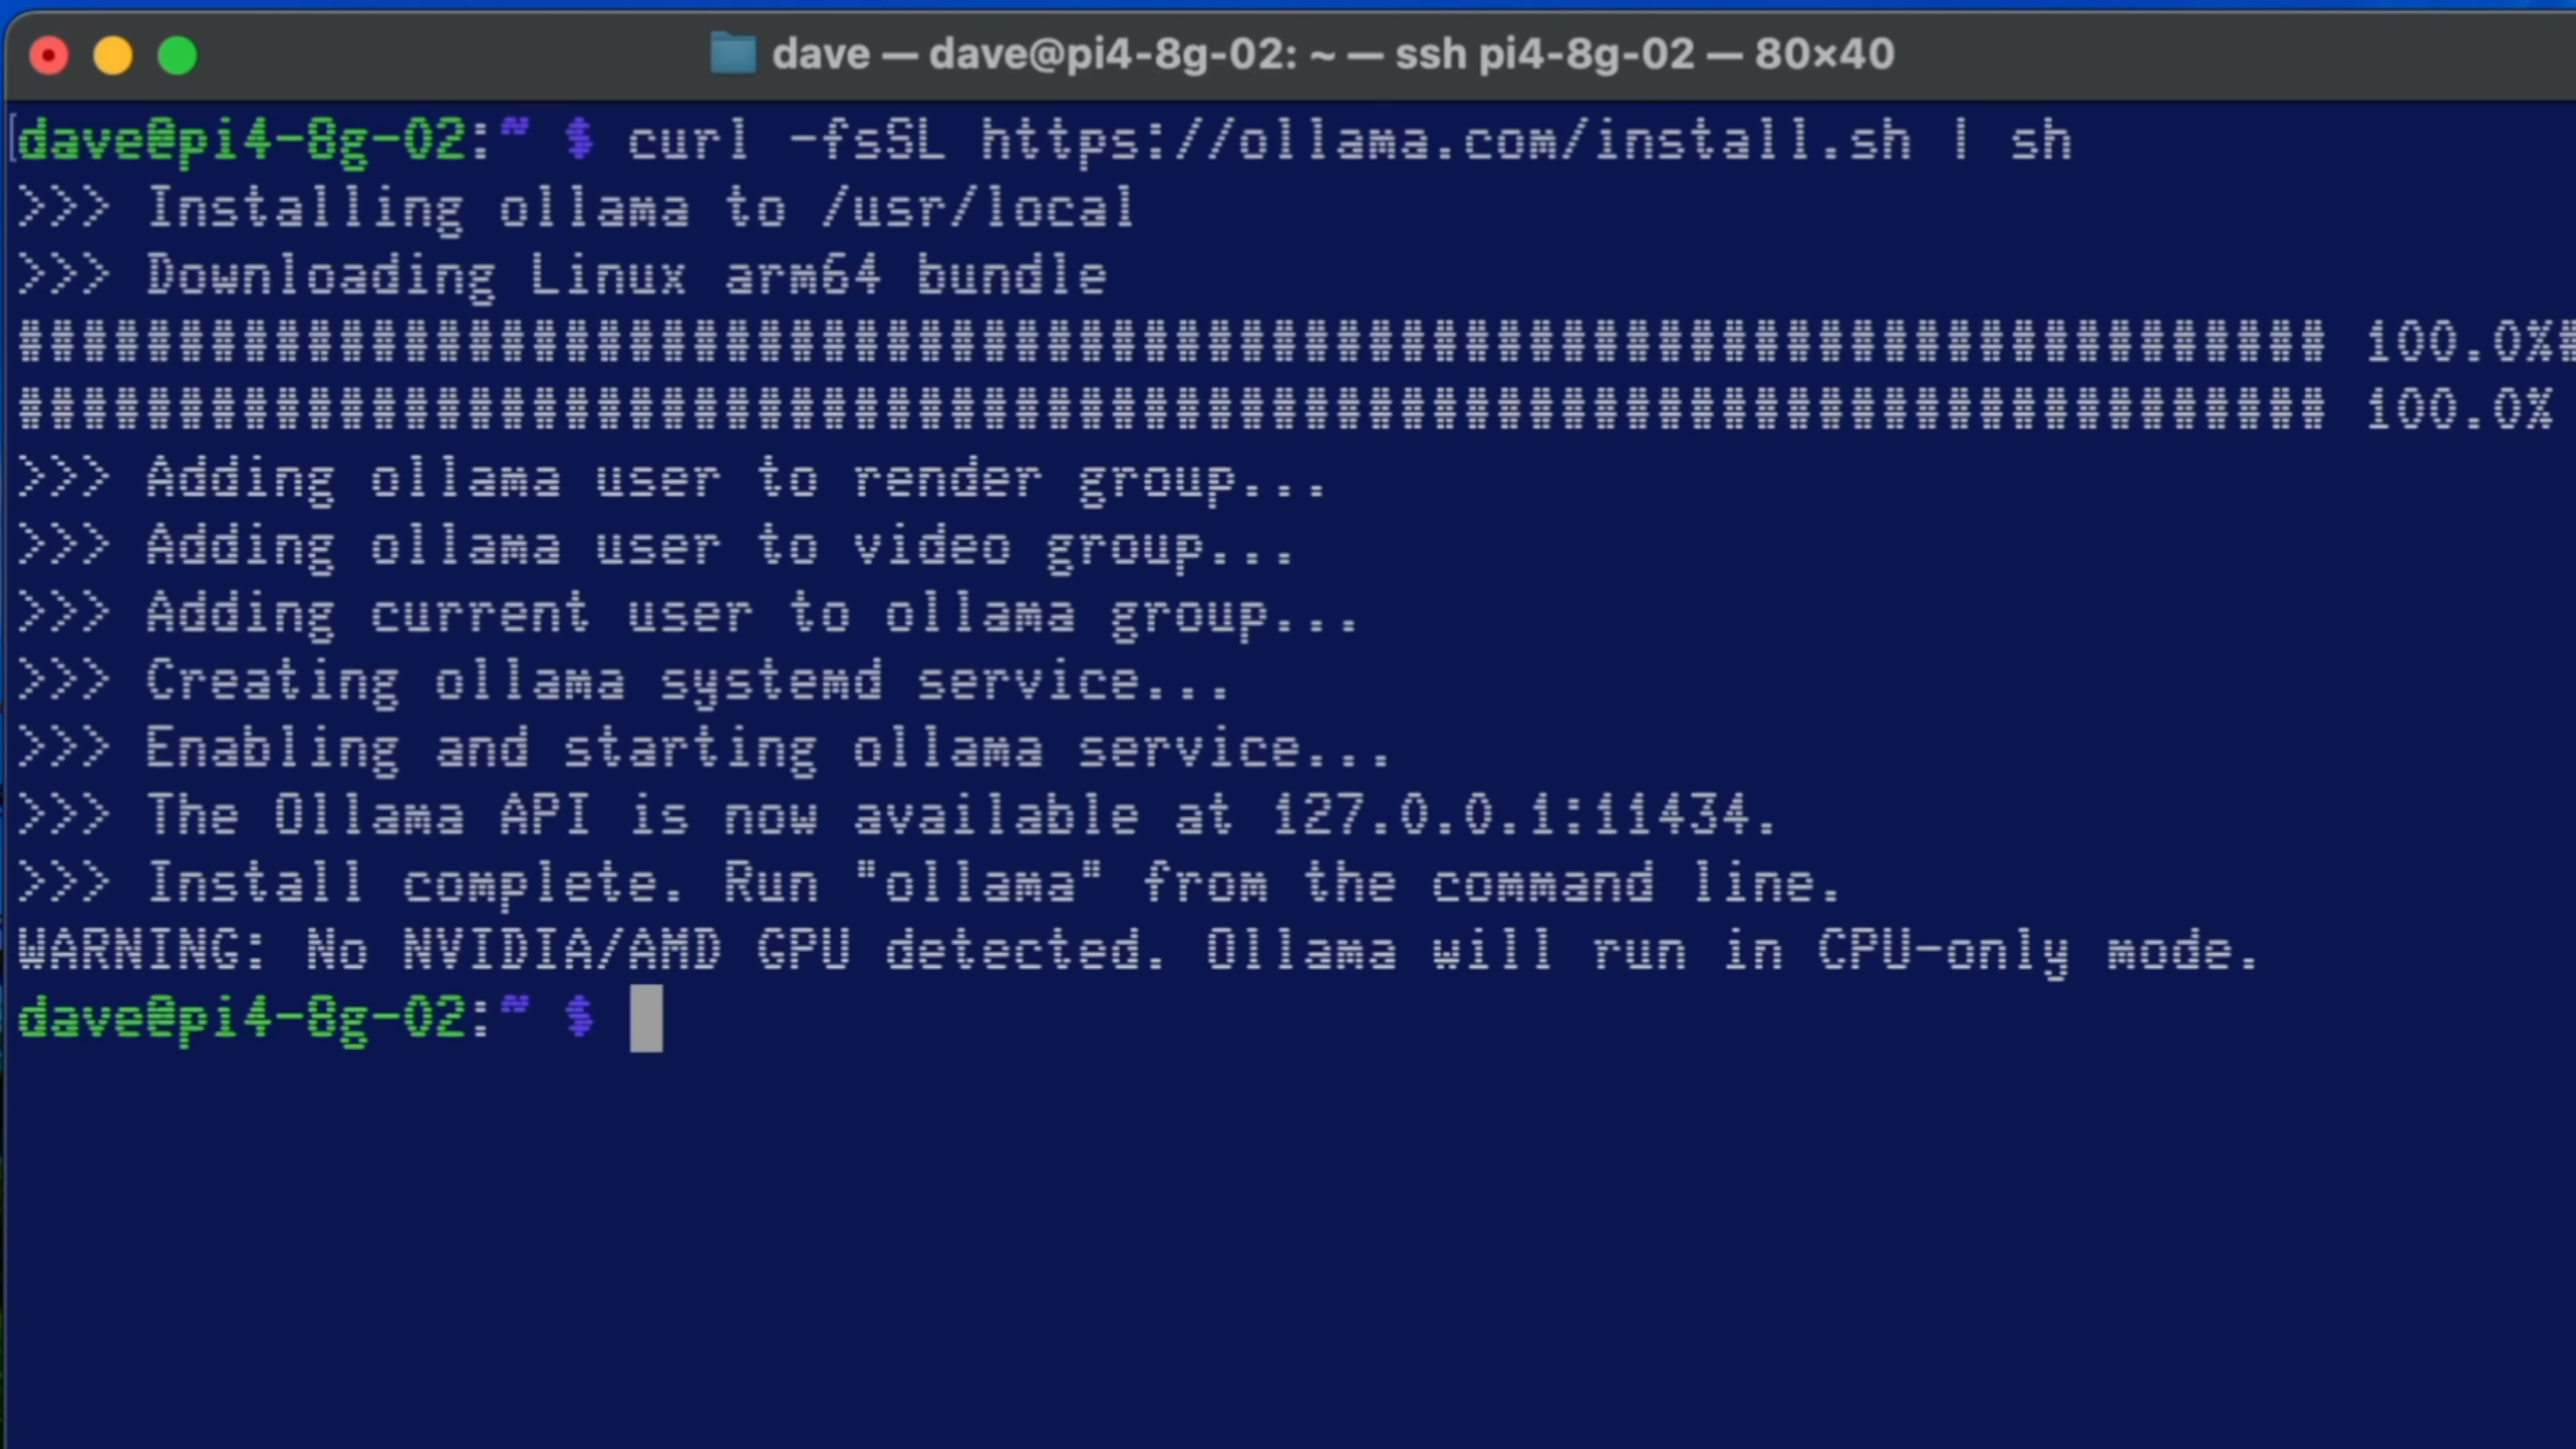 dave — dave@pi4-8g-02: ~ — ssh pi4-8g-02 — 80×40
[dave@pi4-8g-02:~ $ curl -fsSL https://ollama.com/install.sh | sh
>>> Installing ollama to /usr/local
>>> Downloading Linux arm64 bundle
######################################################################## 100.0%#
######################################################################## 100.0%
>>> Adding ollama user to render group...
>>> Adding ollama user to video group...
>>> Adding current user to ollama group...
>>> Creating ollama systemd service...
>>> Enabling and starting ollama service...
>>> The Ollama API is now available at 127.0.0.1:11434.
>>> Install complete. Run "ollama" from the command line.
WARNING: No NVIDIA/AMD GPU detected. Ollama will run in CPU-only mode.
dave@pi4-8g-02:~ $